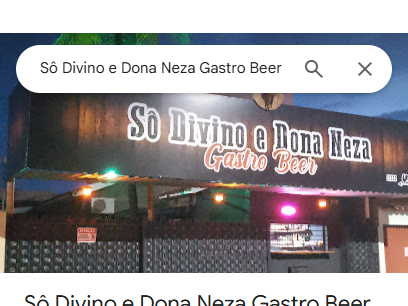 Sô Divino e Dona Neza Gastro Beer
Sô Divino e Dona Neza
Gastro Beer
Sô Divino e Dona Neza Gastro Beer